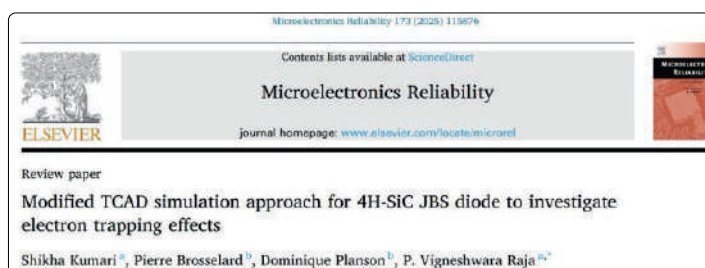 Microelectronics Reliability 173 (2025) 115876
Contents lists available at ScienceDirect
Microelectronics Reliability
journal homepage: www.elsevier.com/locate/microrel
ELSEVIER
MICROELECTRONICS
RELIABILITY
Review paper
Modified TCAD simulation approach for 4H-SiC JBS diode to investigate
electron trapping effects
Shikha Kumari a, Pierre Brosselard b, Dominique Planson b, P. Vigneshwara Raja a,*